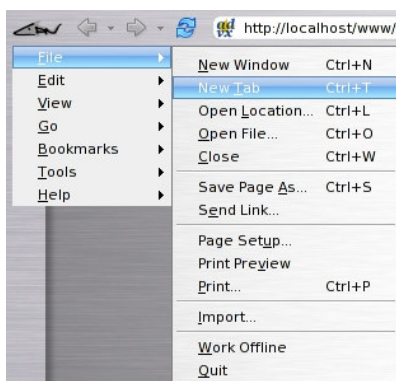 http://localhost/www/
File
Edit
View
Go
Bookmarks
Tools
Help
New Window Ctrl+N
New Tab Ctrl+T
Open Location... Ctrl+L
Open File... Ctrl+O
Close Ctrl+W
Save Page As... Ctrl+S
Send Link...
Page Setup...
Print Preview
Print... Ctrl+P
Import...
Work Offline
Quit